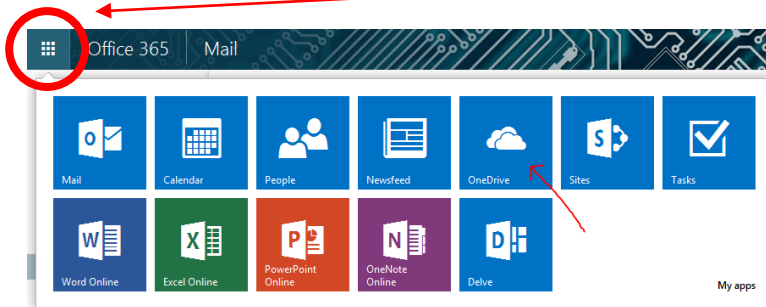 Office 365 Mail
Mail Calendar People Newsfeed OneDrive Sites Tasks
Word Online Excel Online PowerPoint Online OneNote Online Delve
My apps